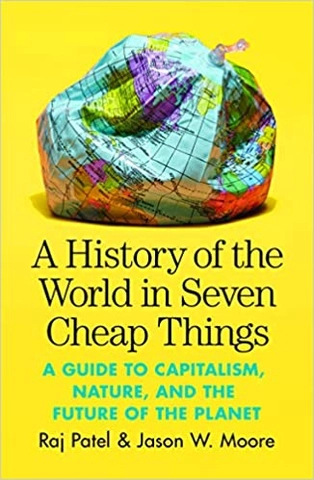 A History of the
World in Seven
Cheap Things
A GUIDE TO CAPITALISM,
NATURE, AND THE
FUTURE OF THE PLANET
Raj Patel & Jason W. Moore